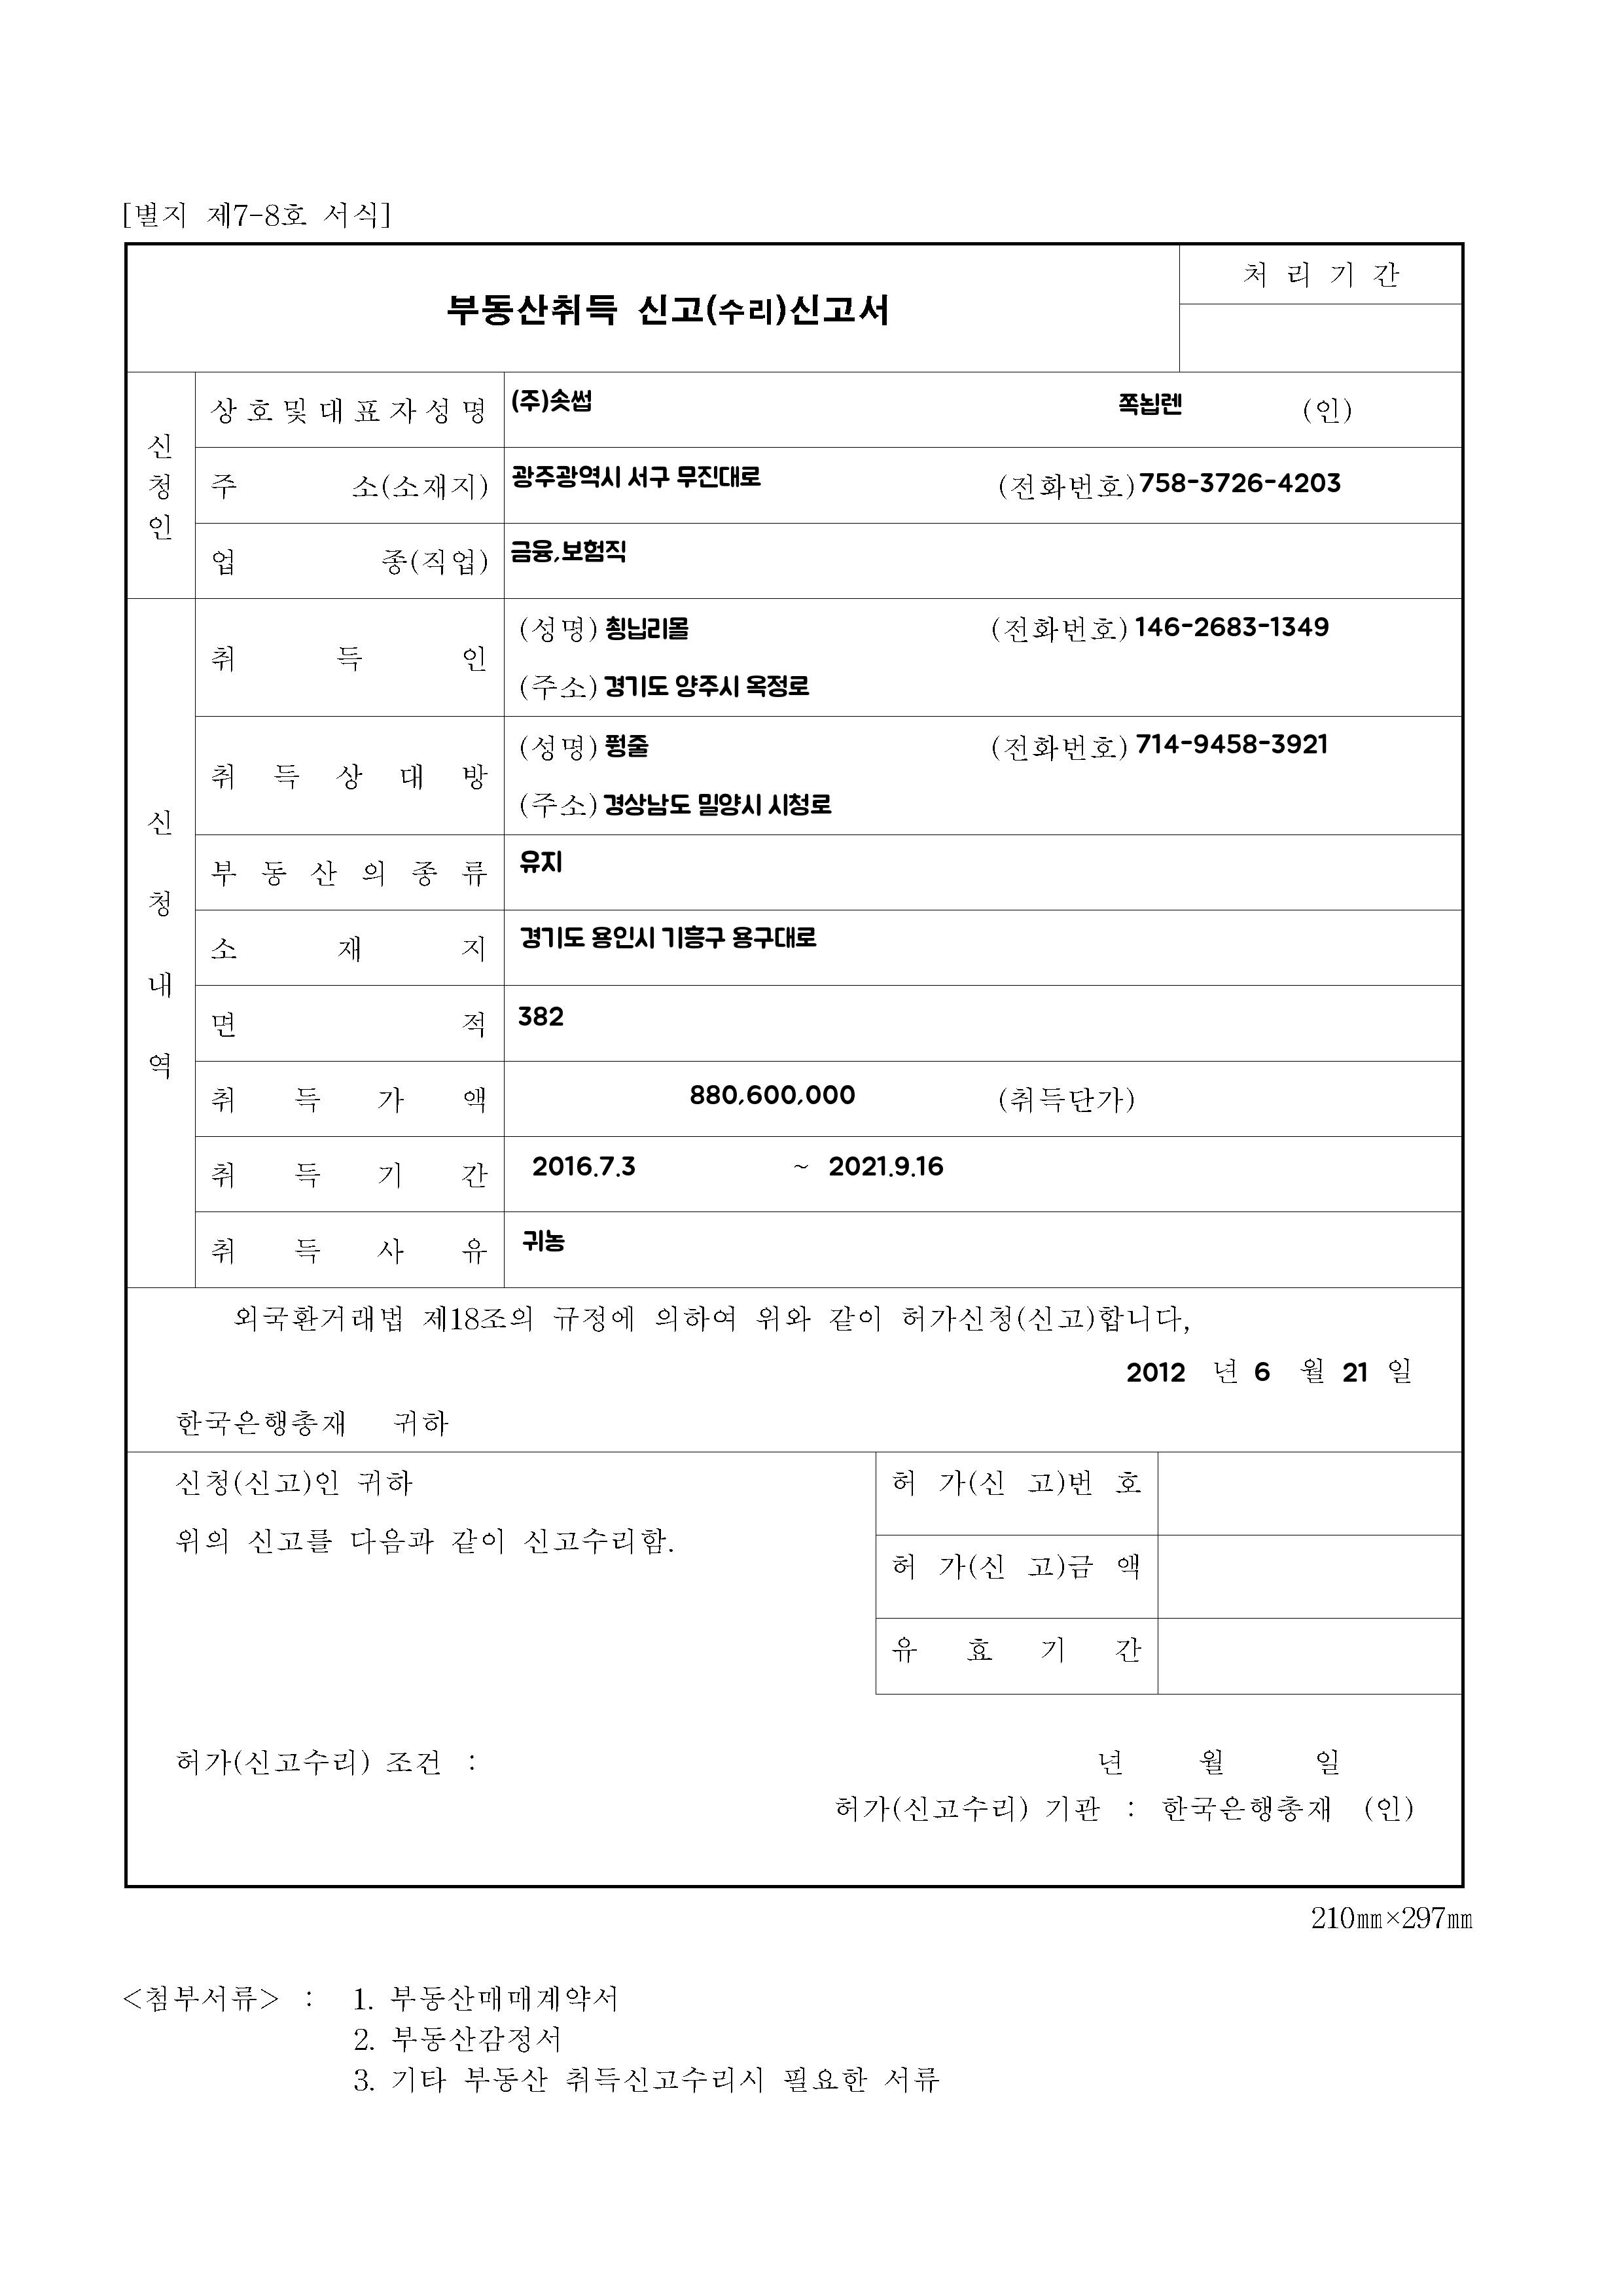 [별지 제7-8호 서식]
부동산취득 신고(수리)신고서
처 리 기 간
신청인
상호및대표자성명 (주)솟썹 쪽뇝렌 (인)
주 소(소재지) 광주광역시 서구 무진대로 (전화번호) 758-3726-4203
업 종(직업) 금융,보험직
신청내역
취 득 인 (성명) 횡닙리몰 (전화번호) 146-2683-1349
(주소) 경기도 양주시 옥정로
취 득 상 대 방 (성명) 펑줄 (전화번호) 714-9458-3921
(주소) 경상남도 밀양시 시청로
부 동 산 의 종 류 유지
소 재 지 경기도 용인시 기흥구 용구대로
면 적 382
취 득 가 액 880,600,000 (취득단가)
취 득 기 간 2016.7.3 ~ 2021.9.16
취 득 사 유 귀농
외국환거래법 제18조의 규정에 의하여 위와 같이 허가신청(신고)합니다,
2012 년 6 월 21 일
한국은행총재 귀하
신청(신고)인 귀하
위의 신고를 다음과 같이 신고수리함.
허 가(신 고)번 호
허 가(신 고)금 액
유 효 기 간
허가(신고수리) 조건 :
년 월 일
허가(신고수리) 기관 : 한국은행총재 (인)
210㎜×297㎜
<첨부서류> : 1. 부동산매매계약서
2. 부동산감정서
3. 기타 부동산 취득신고수리시 필요한 서류